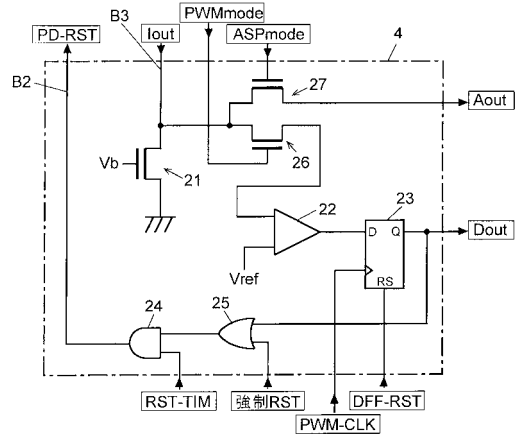 PD-RST
B3
Iout
PWMmode
ASPmode
4
B2
27
Aout
Vb
21
26
22
23
D Q
RS
Dout
Vref
24
25
RST-TIM
強制RST
PWM-CLK
DFF-RST